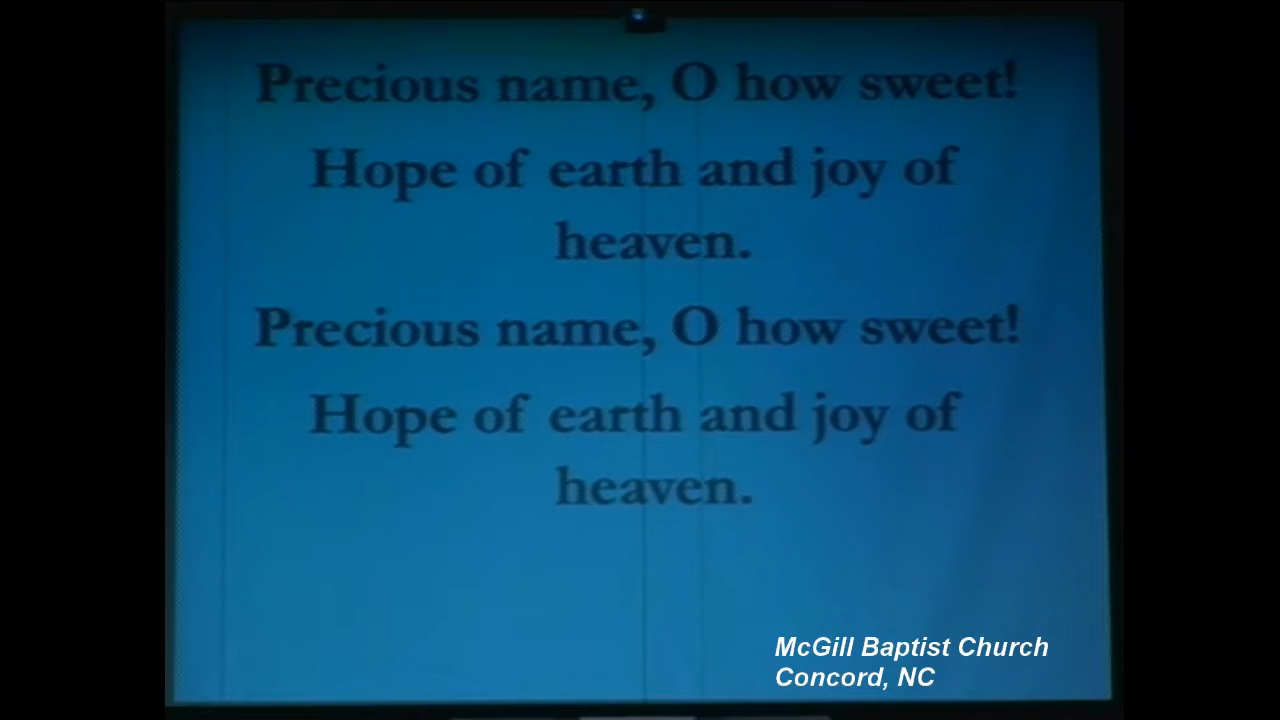 Precious name, O how sweet!
Hope of earth and joy of
heaven.
Precious name, O how sweet!
Hope of earth and joy of
heaven.
McGill Baptist Church
Concord, NC